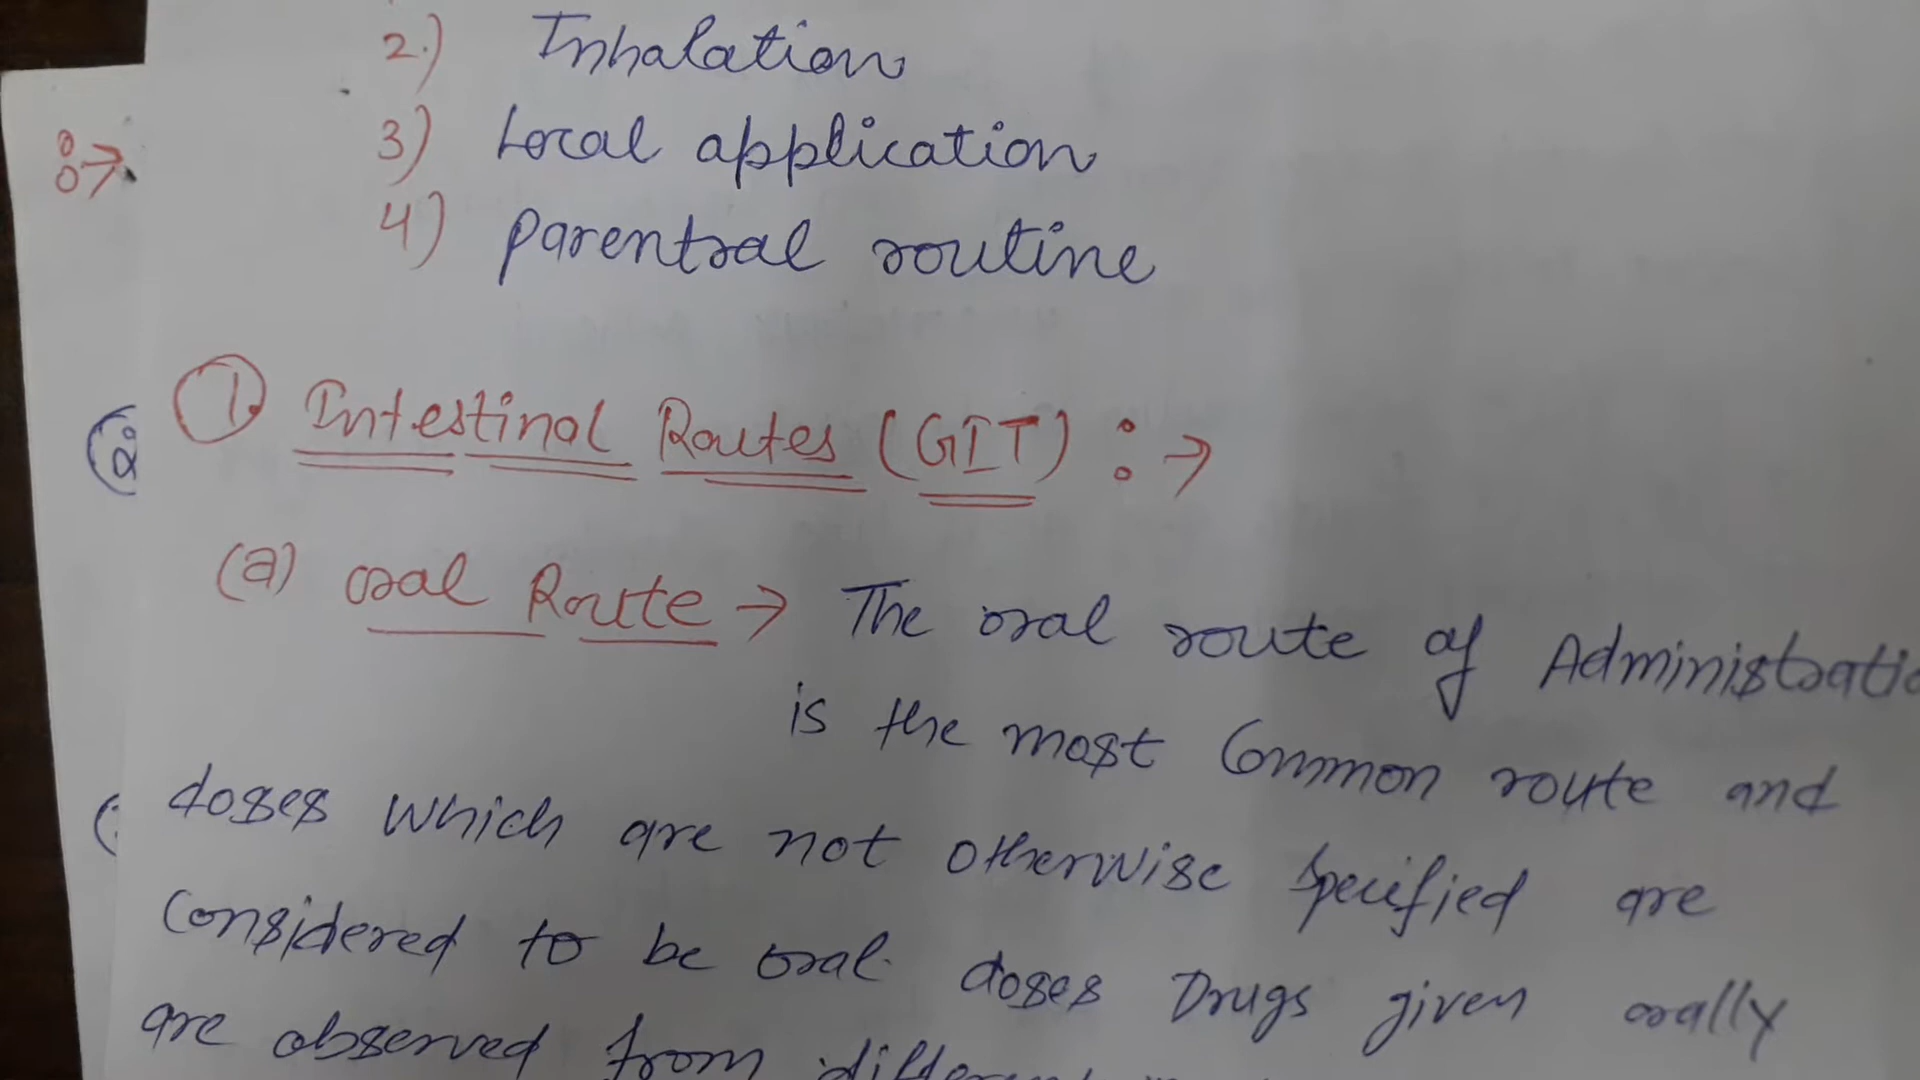 2.) Inhalation
3) Local application
4) parentral routine
① Intestinal Routes (GIT) :→
(a) oral Route → The oral route of Administratio
is the most Common route and
doses which are not otherwise specified are
Considered to be oral doses Drugs given orally
are observed from different